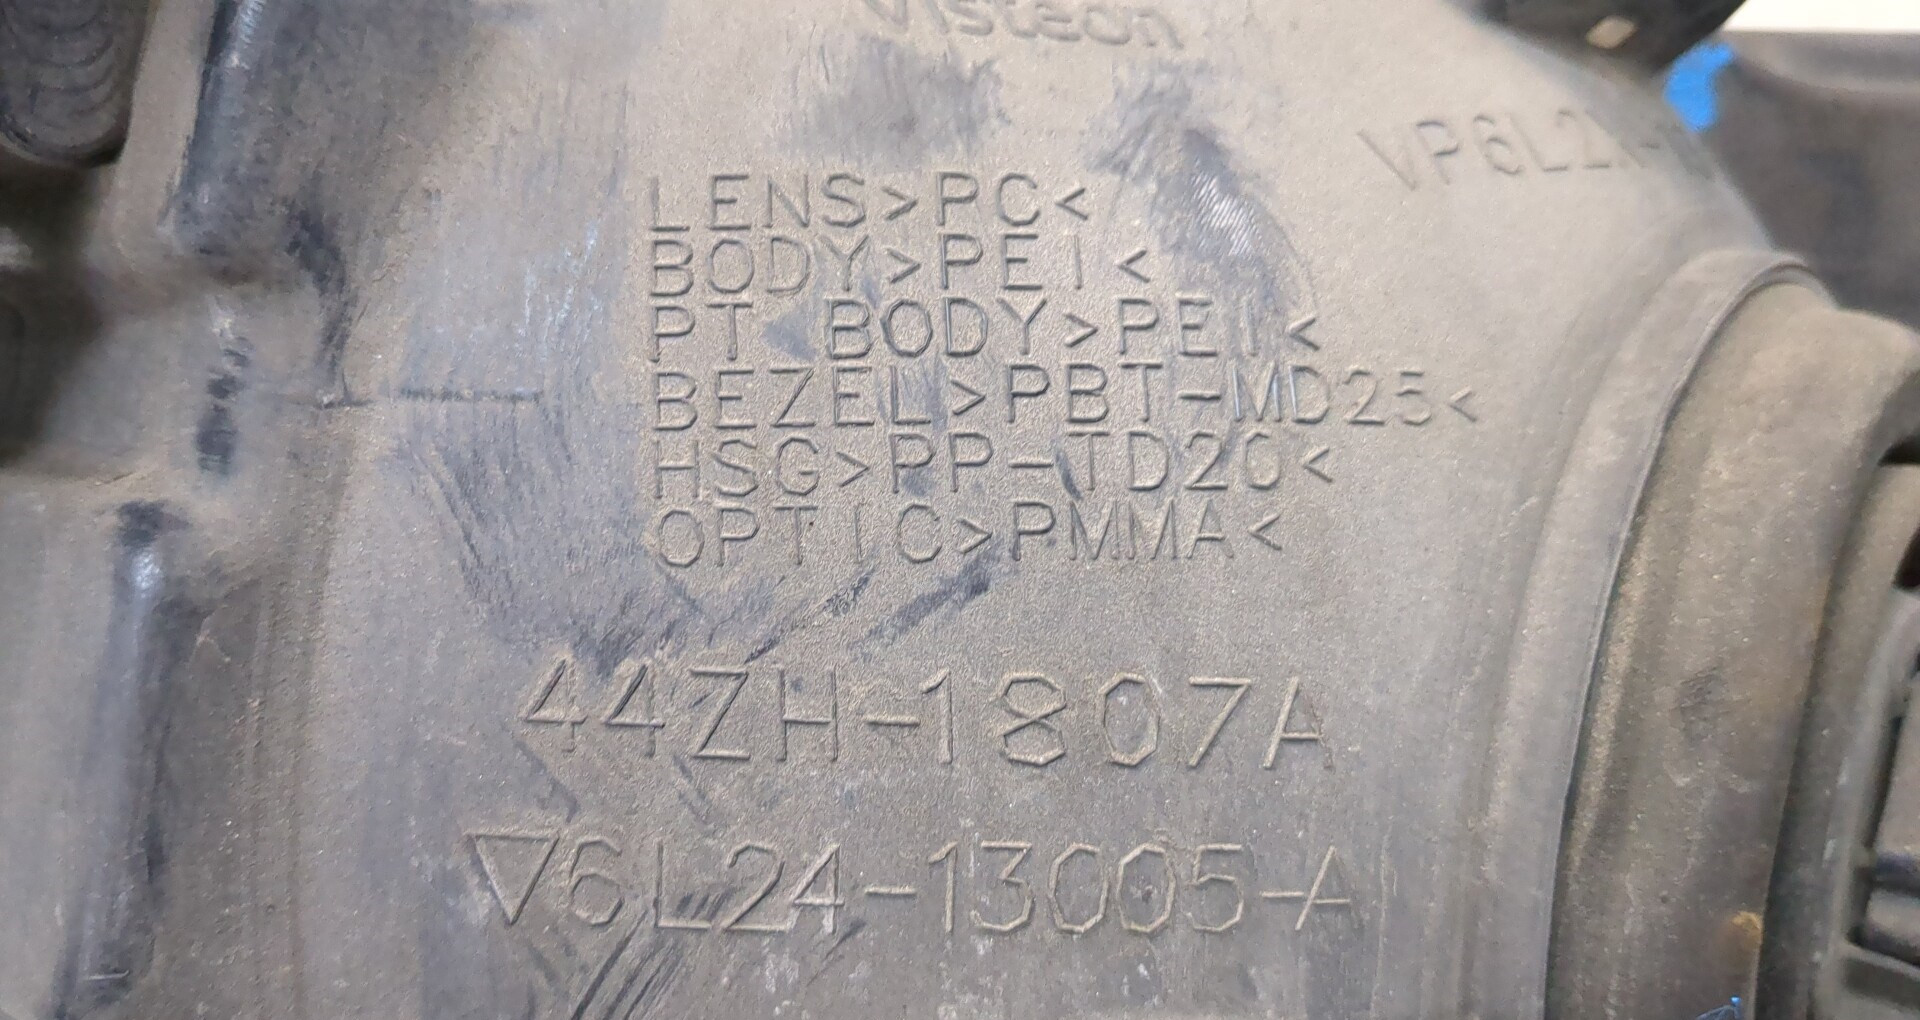 Visteon
LENS>PC<
BODY>PEI<
PT BODY>PEI<
BEZEL>PBT-MD25<
HSG>PP-TD20<
OPTIC>PMMA<
44ZH-1807A
▽6L24-13005-A